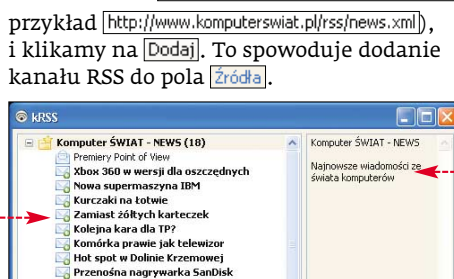 przykład http://www.komputerswiat.pl/rss/news.xml),
i klikamy na Dodaj. To spowoduje dodanie
kanału RSS do pola Źródła.
kRSS
Komputer ŚWIAT - NEWS (18)
Premiery Point of View
Xbox 360 w wersji dla oszczędnych
Nowa supermaszyna IBM
Kurczaki na Łotwie
Zamiast żółtych karteczek
Kolejna kara dla TP?
Komórka prawie jak telewizor
Hot spot w Dolinie Krzemowej
Przenośna nagrywarka SanDisk
Komputer ŚWIAT - NEWS
Najnowsze wiadomości ze
świata komputerów